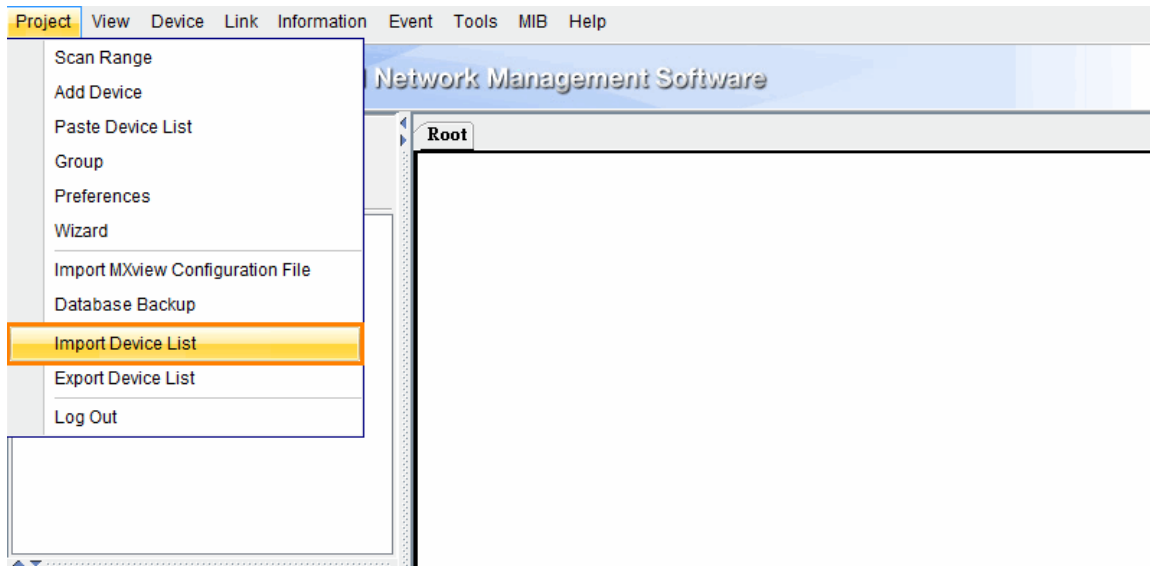 Project View Device Link Information Event Tools MIB Help
Network Management Software
Scan Range
Add Device
Paste Device List
Group
Preferences
Wizard
Import MXview Configuration File
Database Backup
Import Device List
Export Device List
Log Out
Root